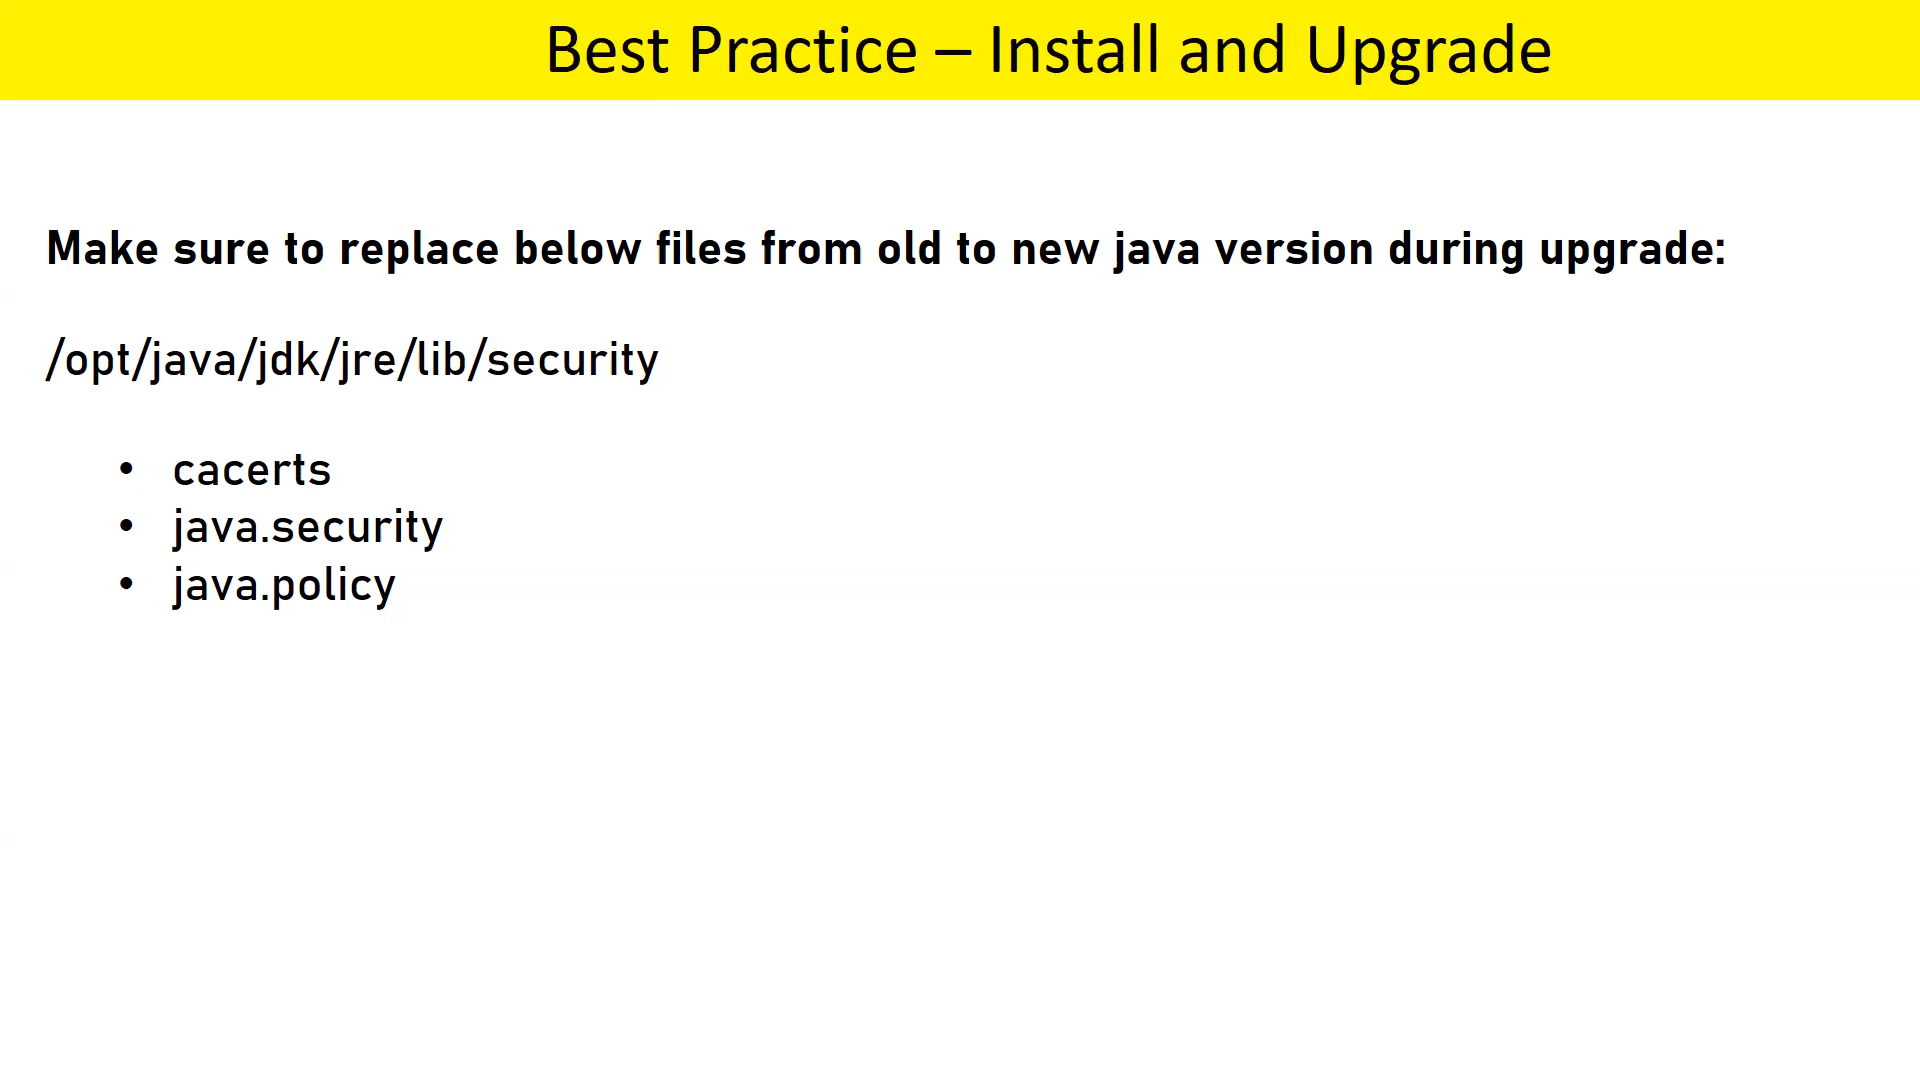 Best Practice – Install and Upgrade
Make sure to replace below files from old to new java version during upgrade:
/opt/java/jdk/jre/lib/security
• cacerts
• java.security
• java.policy